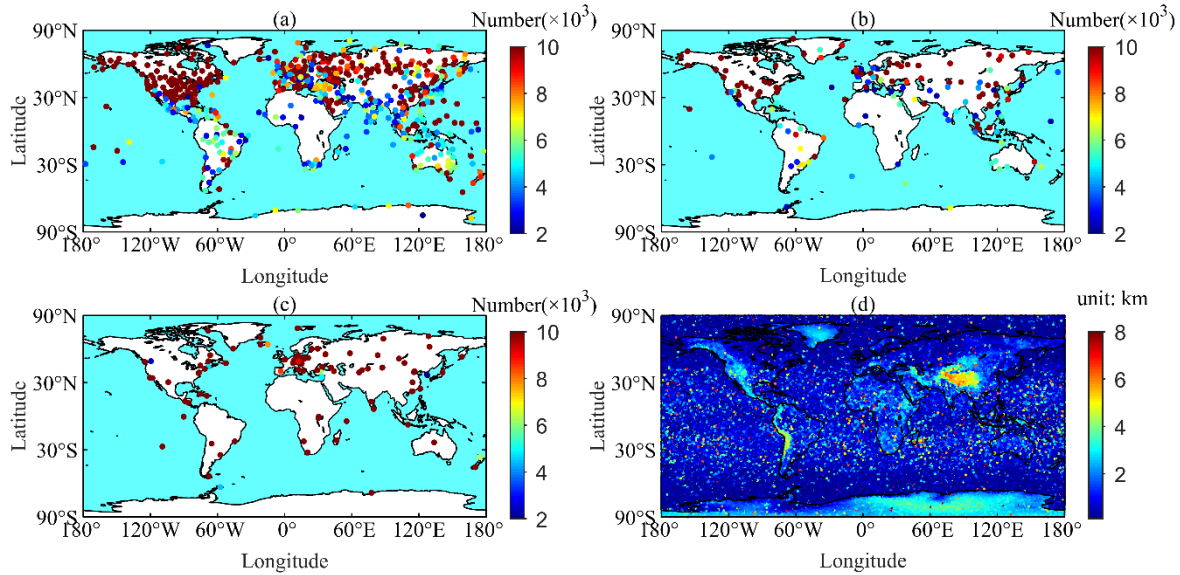 (a)
Number(×10³)
90°N
30°N
30°S
90°S
Latitude
180°
120°W
60°W
0°
60°E
120°E
180°
Longitude
10
8
6
4
2
(b)
Number(×10³)
90°N
30°N
30°S
90°S
Latitude
180°
120°W
60°W
0°
60°E
120°E
180°
Longitude
10
8
6
4
2
(c)
Number(×10³)
90°N
30°N
30°S
90°S
Latitude
180°
120°W
60°W
0°
60°E
120°E
180°
Longitude
10
8
6
4
2
(d)
unit: km
90°N
30°N
30°S
90°S
Latitude
180°
120°W
60°W
0°
60°E
120°E
180°
Longitude
8
6
4
2